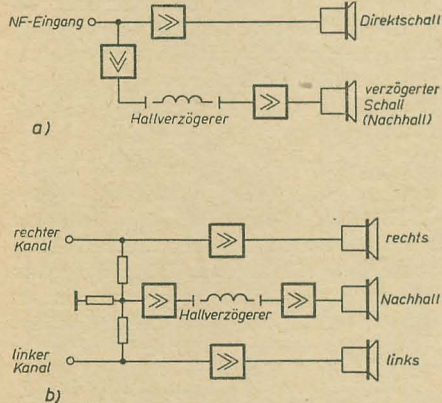 NF-Eingang
Direktschall
Hallverzögerer
verzögerter
Schall
(Nachhall)
a)
rechter
Kanal
rechts
Hallverzögerer
Nachhall
linker
Kanal
links
b)